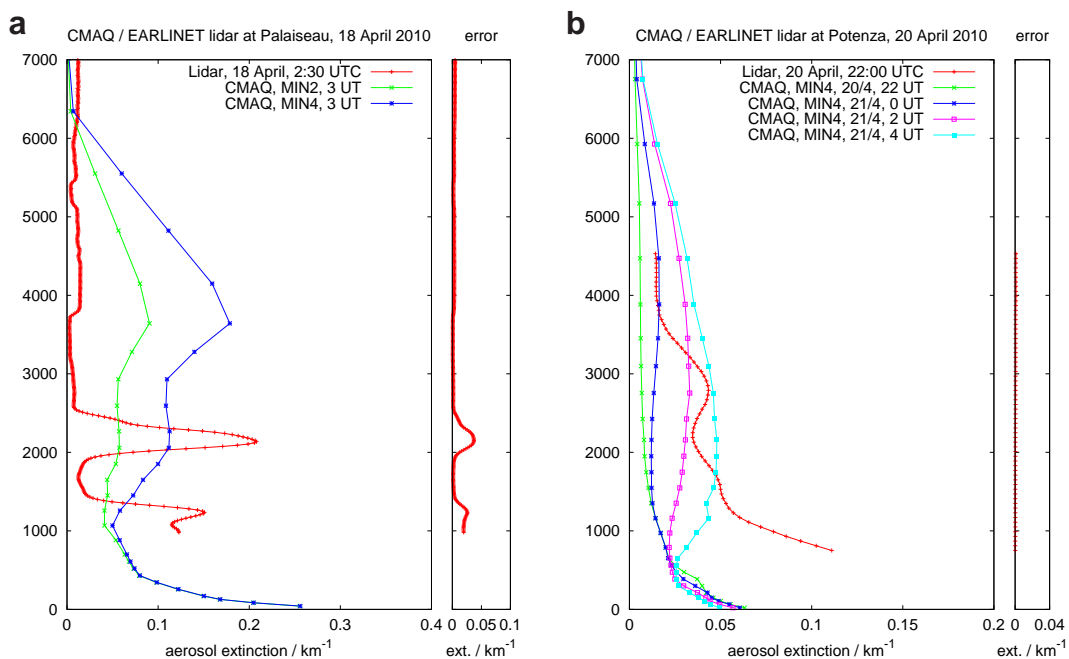 a
CMAQ / EARLINET lidar at Palaiseau, 18 April 2010
error
7000
6000
5000
4000
3000
2000
1000
0
Lidar, 18 April, 2:30 UTC
CMAQ, MIN2, 3 UT
CMAQ, MIN4, 3 UT
0 0.1 0.2 0.3 0.4
aerosol extinction / km-1
0 0.05 0.1
ext. / km-1
b
CMAQ / EARLINET lidar at Potenza, 20 April 2010
error
7000
6000
5000
4000
3000
2000
1000
0
Lidar, 20 April, 22:00 UTC
CMAQ, MIN4, 20/4, 22 UT
CMAQ, MIN4, 21/4, 0 UT
CMAQ, MIN4, 21/4, 2 UT
CMAQ, MIN4, 21/4, 4 UT
0 0.05 0.1 0.15 0.2
aerosol extinction / km-1
0 0.04
ext. / km-1